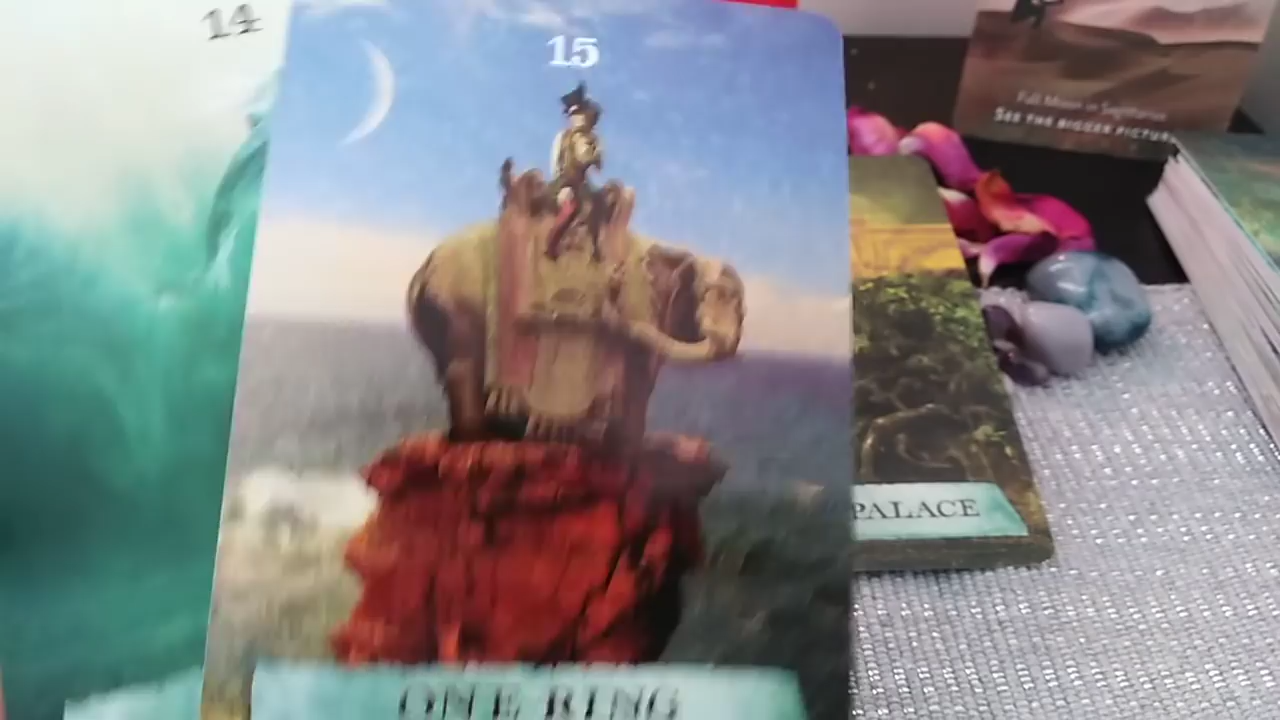 14
15
Full Moon in Sagittarius
SEE THE BIGGER PICTURE
PALACE
ONE RING